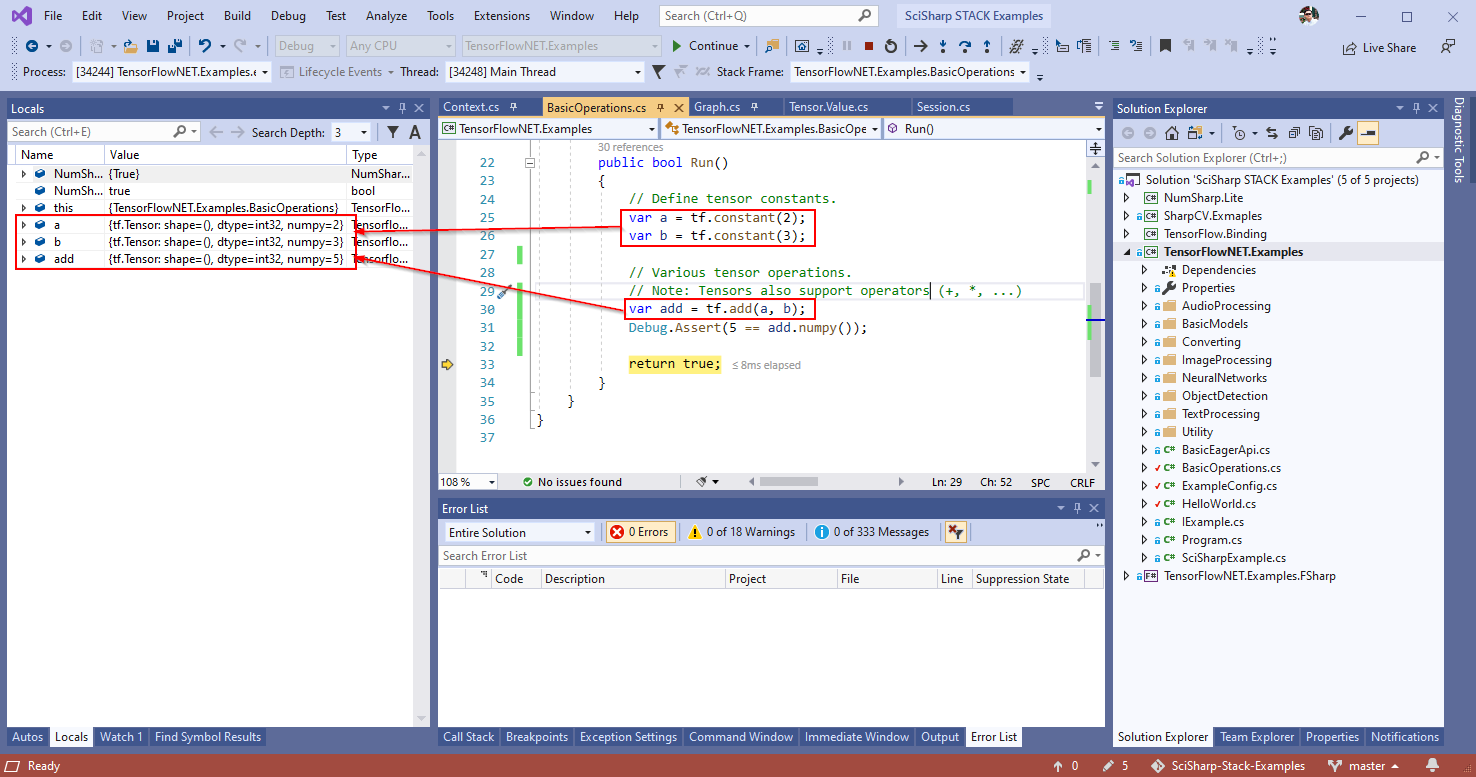 File Edit View Project Build Debug Test Analyze Tools Extensions Window Help Search (Ctrl+Q) SciSharp STACK Examples
Debug Any CPU TensorFlowNET.Examples Continue Live Share
Process: [34244] TensorFlowNET.Examples.e Lifecycle Events Thread: [34248] Main Thread Stack Frame: TensorFlowNET.Examples.BasicOperations
Locals
Search (Ctrl+E) Search Depth: 3
Name Value Type
NumSh... {True} NumShar...
NumSh... true bool
this {TensorFlowNET.Examples.BasicOperations} TensorFlo...
a {tf.Tensor: shape=(), dtype=int32, numpy=2} Tensorflo...
b {tf.Tensor: shape=(), dtype=int32, numpy=3} Tensorflo...
add {tf.Tensor: shape=(), dtype=int32, numpy=5} Tensorflo...
Autos Locals Watch 1 Find Symbol Results
Context.cs BasicOperations.cs Graph.cs Tensor.Value.cs Session.cs
TensorFlowNET.Examples TensorFlowNET.Examples.BasicOpe Run()
30 references
22 public bool Run()
23 {
24 // Define tensor constants.
25 var a = tf.constant(2);
26 var b = tf.constant(3);
27
28 // Various tensor operations.
29 // Note: Tensors also support operators (+, *, ...)
30 var add = tf.add(a, b);
31 Debug.Assert(5 == add.numpy());
32
33 return true; ≤ 8ms elapsed
34 }
35 }
36 }
37
108 % No issues found Ln: 29 Ch: 52 SPC CRLF
Error List
Entire Solution 0 Errors 0 of 18 Warnings 0 of 333 Messages
Search Error List
Code Description Project File Line Suppression State
Call Stack Breakpoints Exception Settings Command Window Immediate Window Output Error List
Solution Explorer
Search Solution Explorer (Ctrl+;)
Solution 'SciSharp STACK Examples' (5 of 5 projects)
C# NumSharp.Lite
C# SharpCV.Exmamples
C# TensorFlow.Binding
C# TensorFlowNET.Examples
Dependencies
Properties
AudioProcessing
BasicModels
Converting
ImageProcessing
NeuralNetworks
ObjectDetection
TextProcessing
Utility
C# BasicEagerApi.cs
C# BasicOperations.cs
C# ExampleConfig.cs
C# HelloWorld.cs
C# IExample.cs
C# Program.cs
C# SciSharpExample.cs
F# TensorFlowNET.Examples.FSharp
Solution Explorer Team Explorer Properties Notifications
Diagnostic Tools
Ready 0 5 SciSharp-Stack-Examples master